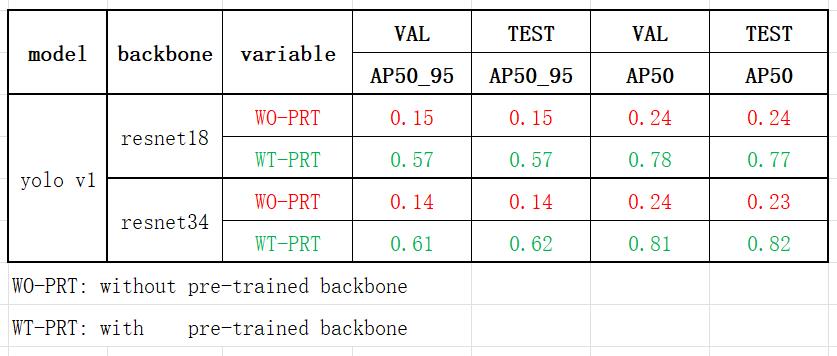 model backbone variable VAL TEST VAL TEST
AP50_95 AP50_95 AP50 AP50
yolo v1 resnet18 WO-PRT 0.15 0.15 0.24 0.24
WT-PRT 0.57 0.57 0.78 0.77
resnet34 WO-PRT 0.14 0.14 0.24 0.23
WT-PRT 0.61 0.62 0.81 0.82
WO-PRT: without pre-trained backbone
WT-PRT: with    pre-trained backbone